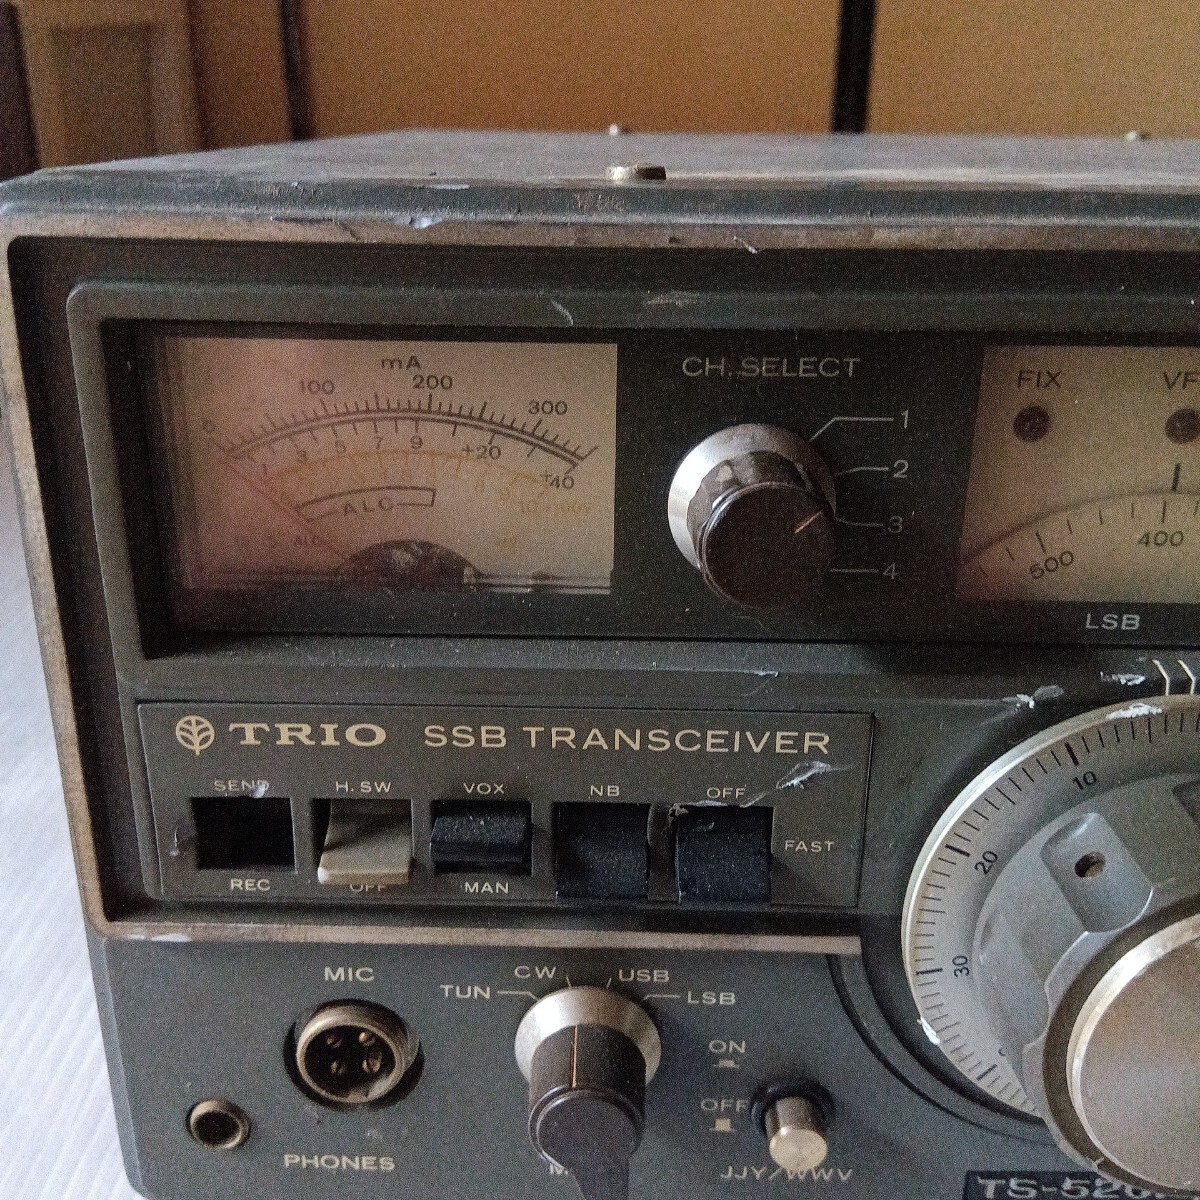 mA
100 200 300
3 5 7 9 +20 +40
ALC
CH. SELECT
1
2
3
4
FIX
500 400
LSB
TRIO SSB TRANSCEIVER
SEND H.SW VOX NB OFF
FAST
REC OFF MAN
MIC
TUN CW USB LSB
10
20
30
ON
OFF
PHONES
JJY/WWV